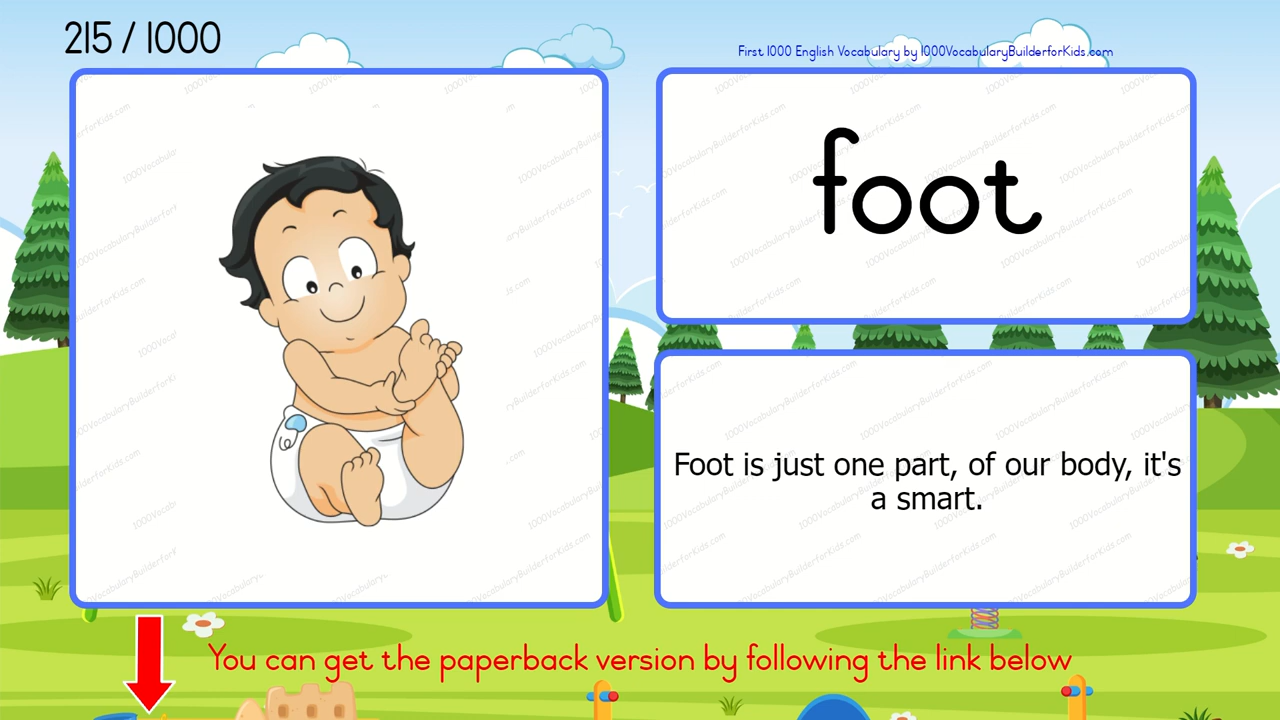 215 / 1000
First 1000 English Vocabulary by 1000VocabularyBuilderforKids.com
foot
Foot is just one part, of our body, it's
a smart.
You can get the paperback version by following the link below